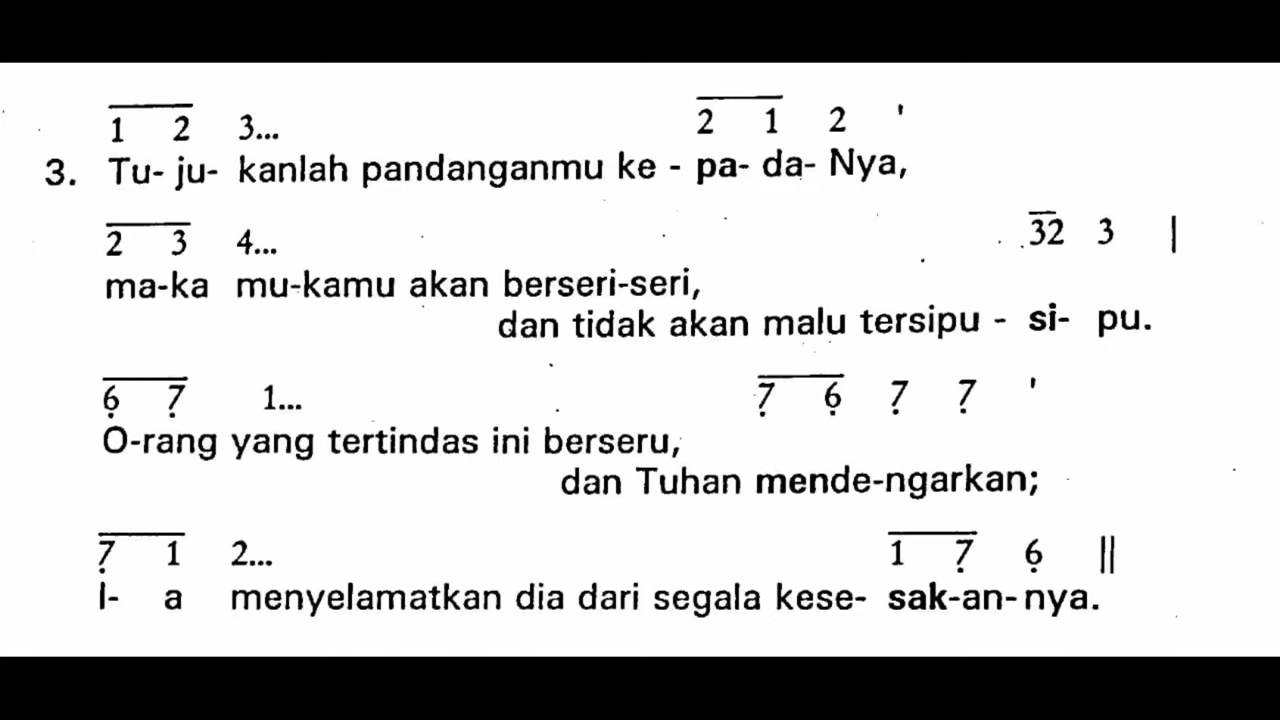 1 2 3... 2 1 2 '
3. Tu- ju- kanlah pandanganmu ke - pa- da- Nya,
2 3 4... 32 3 |
ma-ka mu-kamu akan berseri-seri,
dan tidak akan malu tersipu - si- pu.
6̣ 7̣ 1... 7̣ 6̣ 7̣ 7̣ '
O-rang yang tertindas ini berseru,
dan Tuhan mende-ngarkan;
7̣ 1 2... 1 7̣ 6̣ ||
I- a menyelamatkan dia dari segala kese- sak-an- nya.